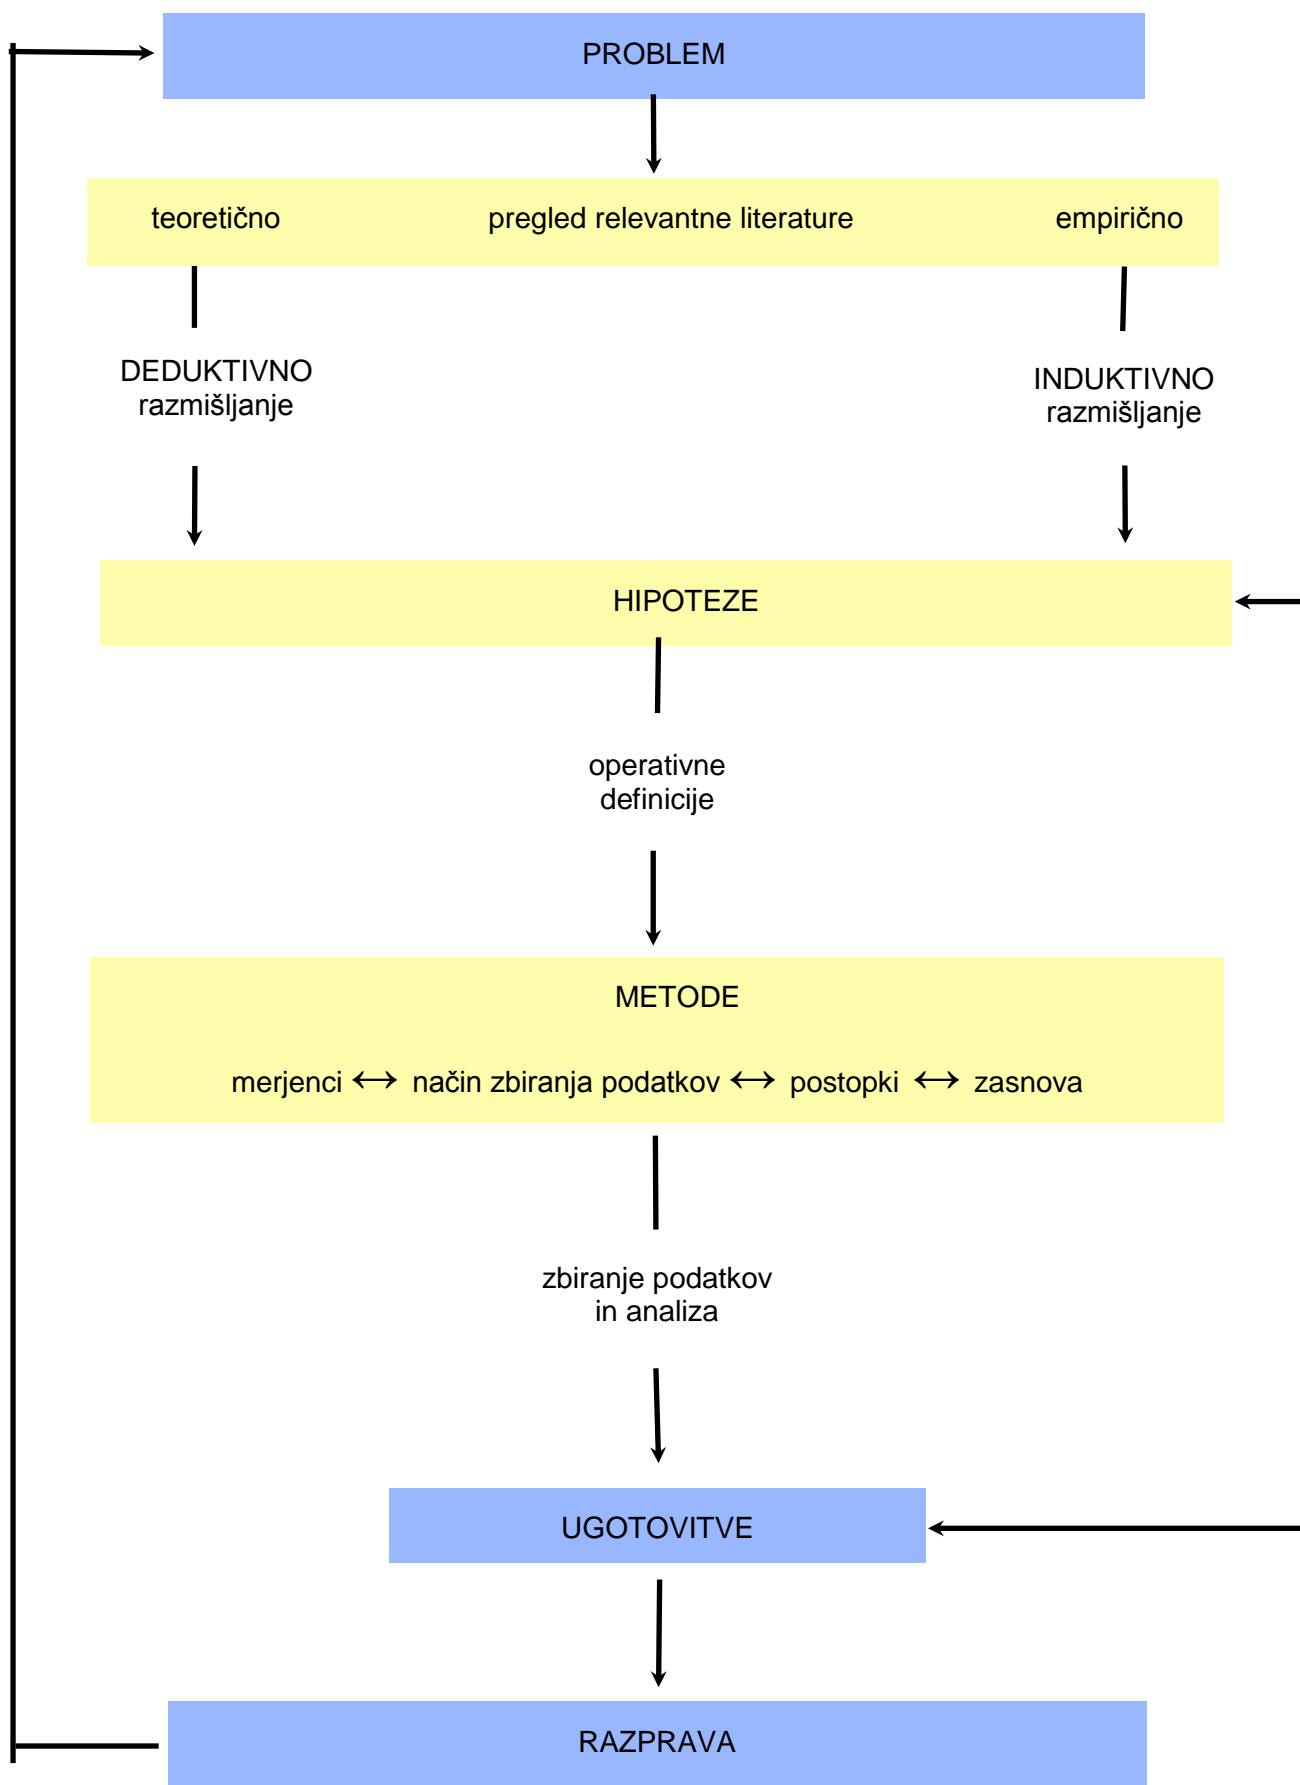 PROBLEM
teoretično pregled relevantne literature empirično
DEDUKTIVNO
razmišljanje
INDUKTIVNO
razmišljanje
HIPOTEZE
operativne
definicije
METODE
merjenci ↔ način zbiranja podatkov ↔ postopki ↔ zasnova
zbiranje podatkov
in analiza
UGOTOVITVE
RAZPRAVA